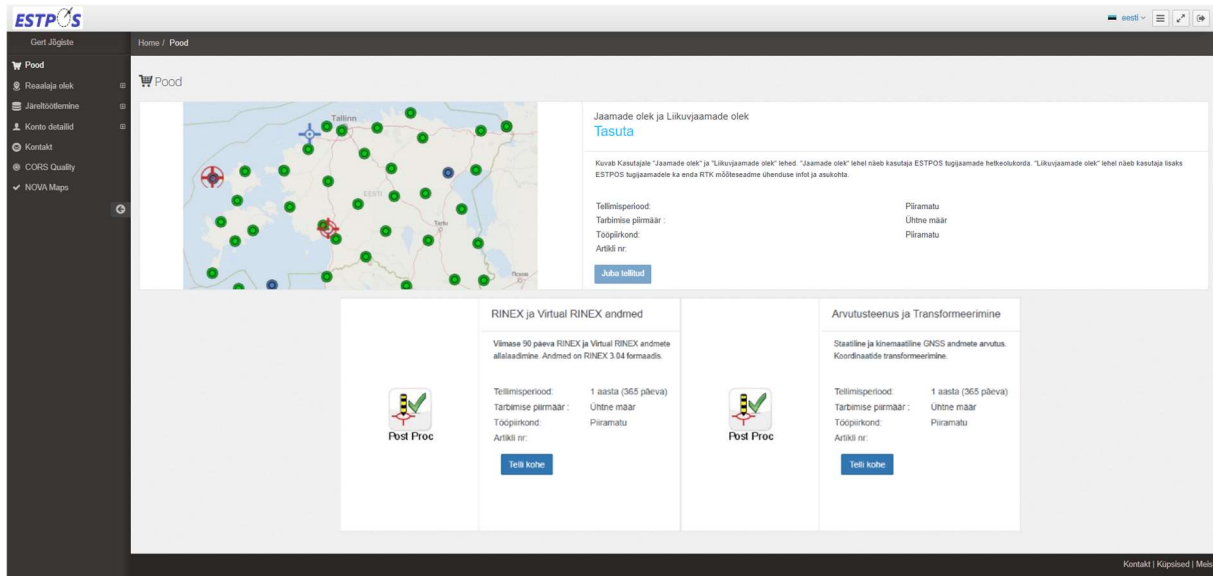 ESTPOS
eesti
Gert Jõgiste
Home / Pood
Pood
Reaalaja olek
Järeltöötlemine
Konto detailid
Kontakt
CORS Quality
NOVA Maps
Pood
Tallinn
EESTI
Tartu
Псков
Jaamade olek ja Liikuvjaamade olek
Tasuta
Kuvab Kasutajale "Jaamade olek" ja "Liikuvjaamade olek" lehed. "Jaamade olek" lehel näeb kasutaja ESTPOS tugijaamade hetkeolukorda. "Liikuvjaamade olek" lehel näeb kasutaja lisaks
ESTPOS tugijaamadele ka enda RTK mõõteseadme ühenduse infot ja asukohta.
Tellimisperiood: Piiramatu
Tarbimise piirmäär : Ühtne määr
Tööpiirkond: Piiramatu
Artikli nr:
Juba tellitud
RINEX ja Virtual RINEX andmed
Viimase 90 päeva RINEX ja Virtual RINEX andmete
allalaadimine. Andmed on RINEX 3.04 formaadis.
Tellimisperiood: 1 aasta (365 päeva)
Tarbimise piirmäär : Ühtne määr
Tööpiirkond: Piiramatu
Artikli nr:
Telli kohe
Post Proc
Arvutusteenus ja Transformeerimine
Staatiline ja kinemaatiline GNSS andmete arvutus.
Koordinaatide transformeerimine.
Tellimisperiood: 1 aasta (365 päeva)
Tarbimise piirmäär : Ühtne määr
Tööpiirkond: Piiramatu
Artikli nr:
Telli kohe
Post Proc
Kontakt | Küpsised | Meis